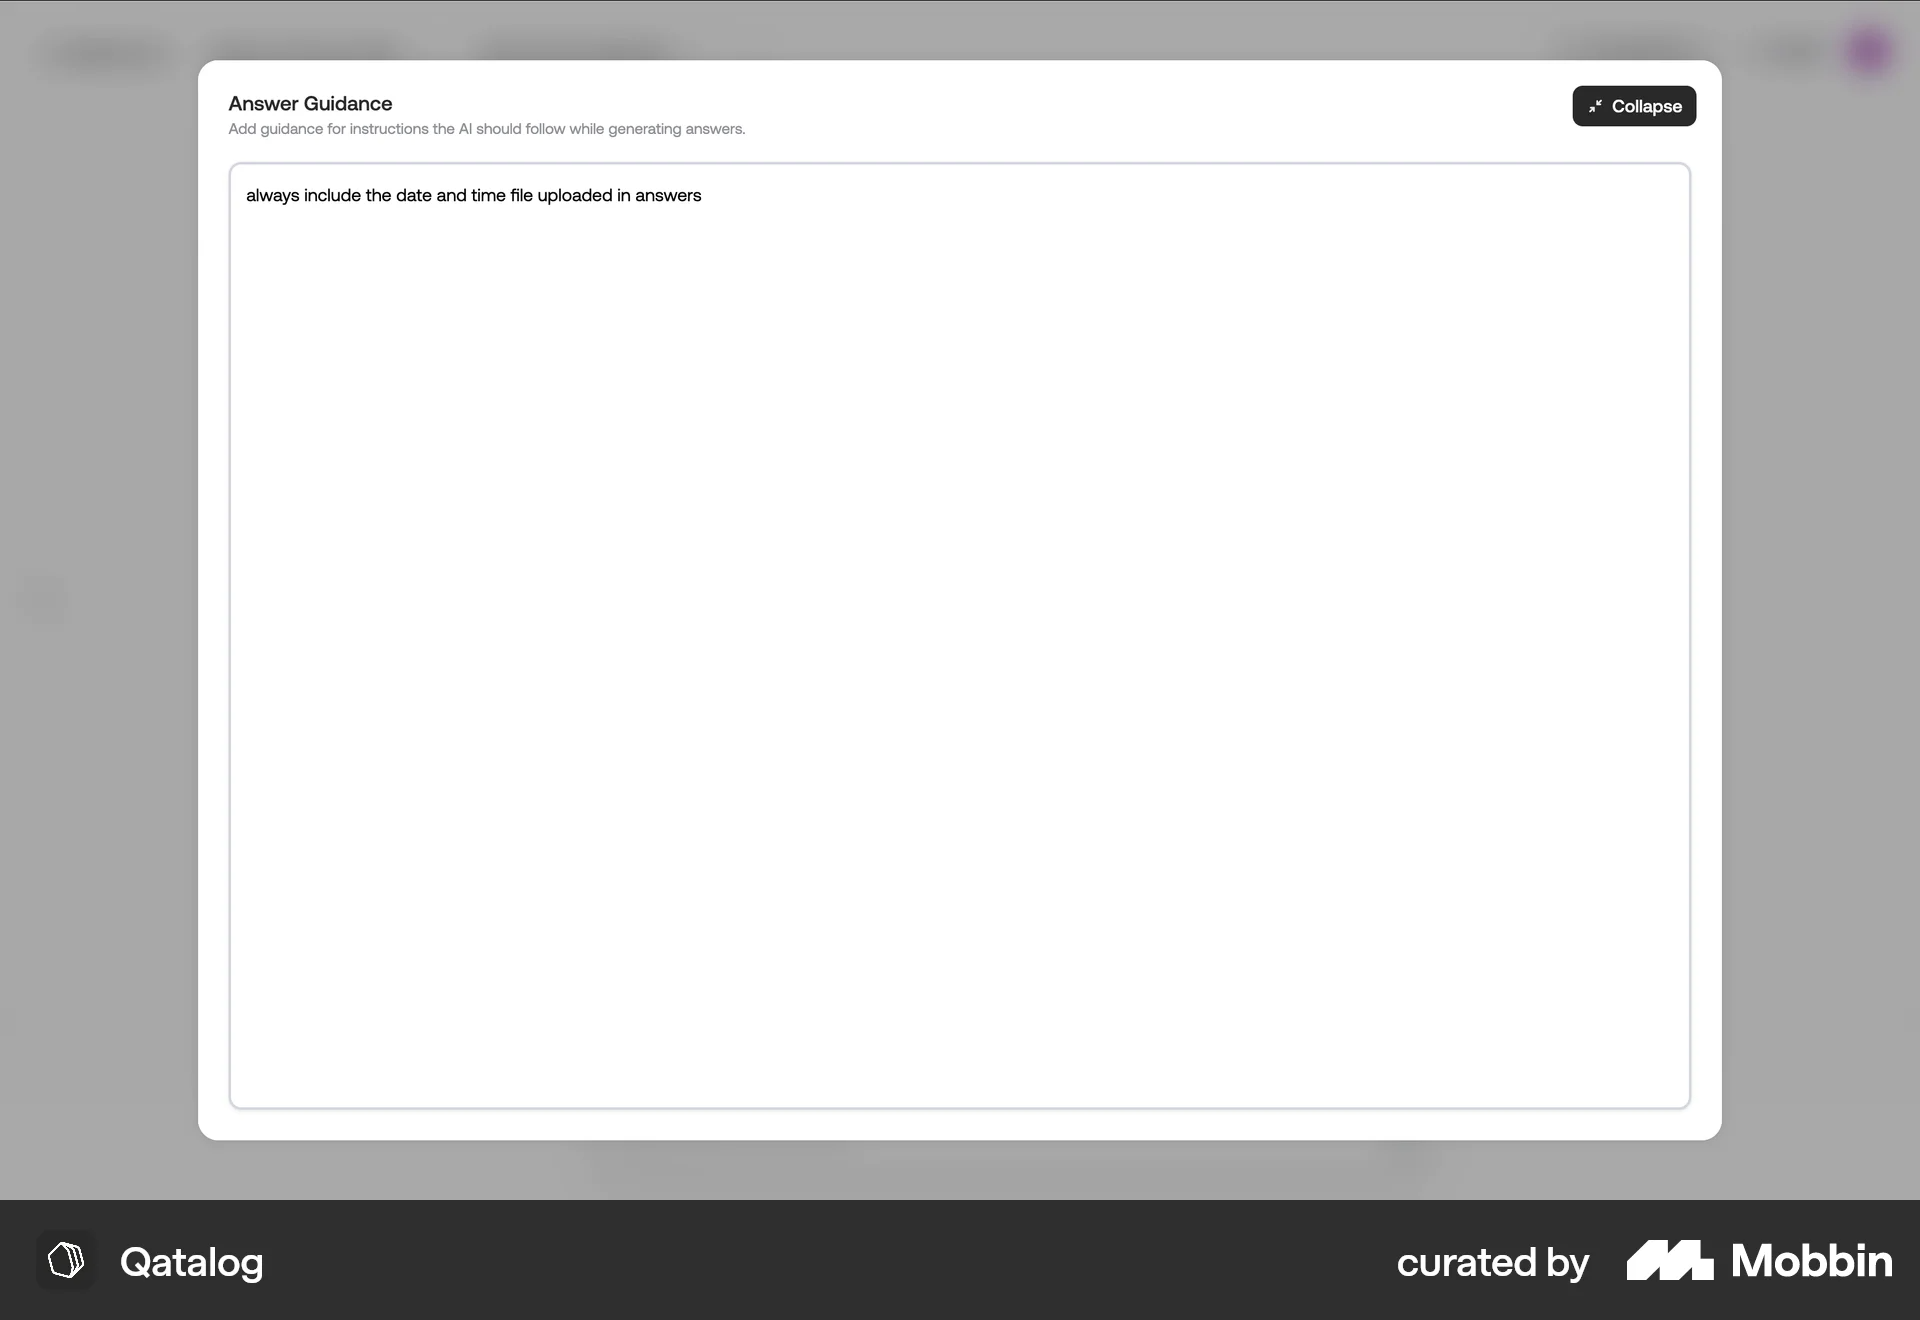 Answer Guidance
Add guidance for instructions the AI should follow while generating answers.
Collapse
always include the date and time file uploaded in answers
Qatalog
curated by Mobbin